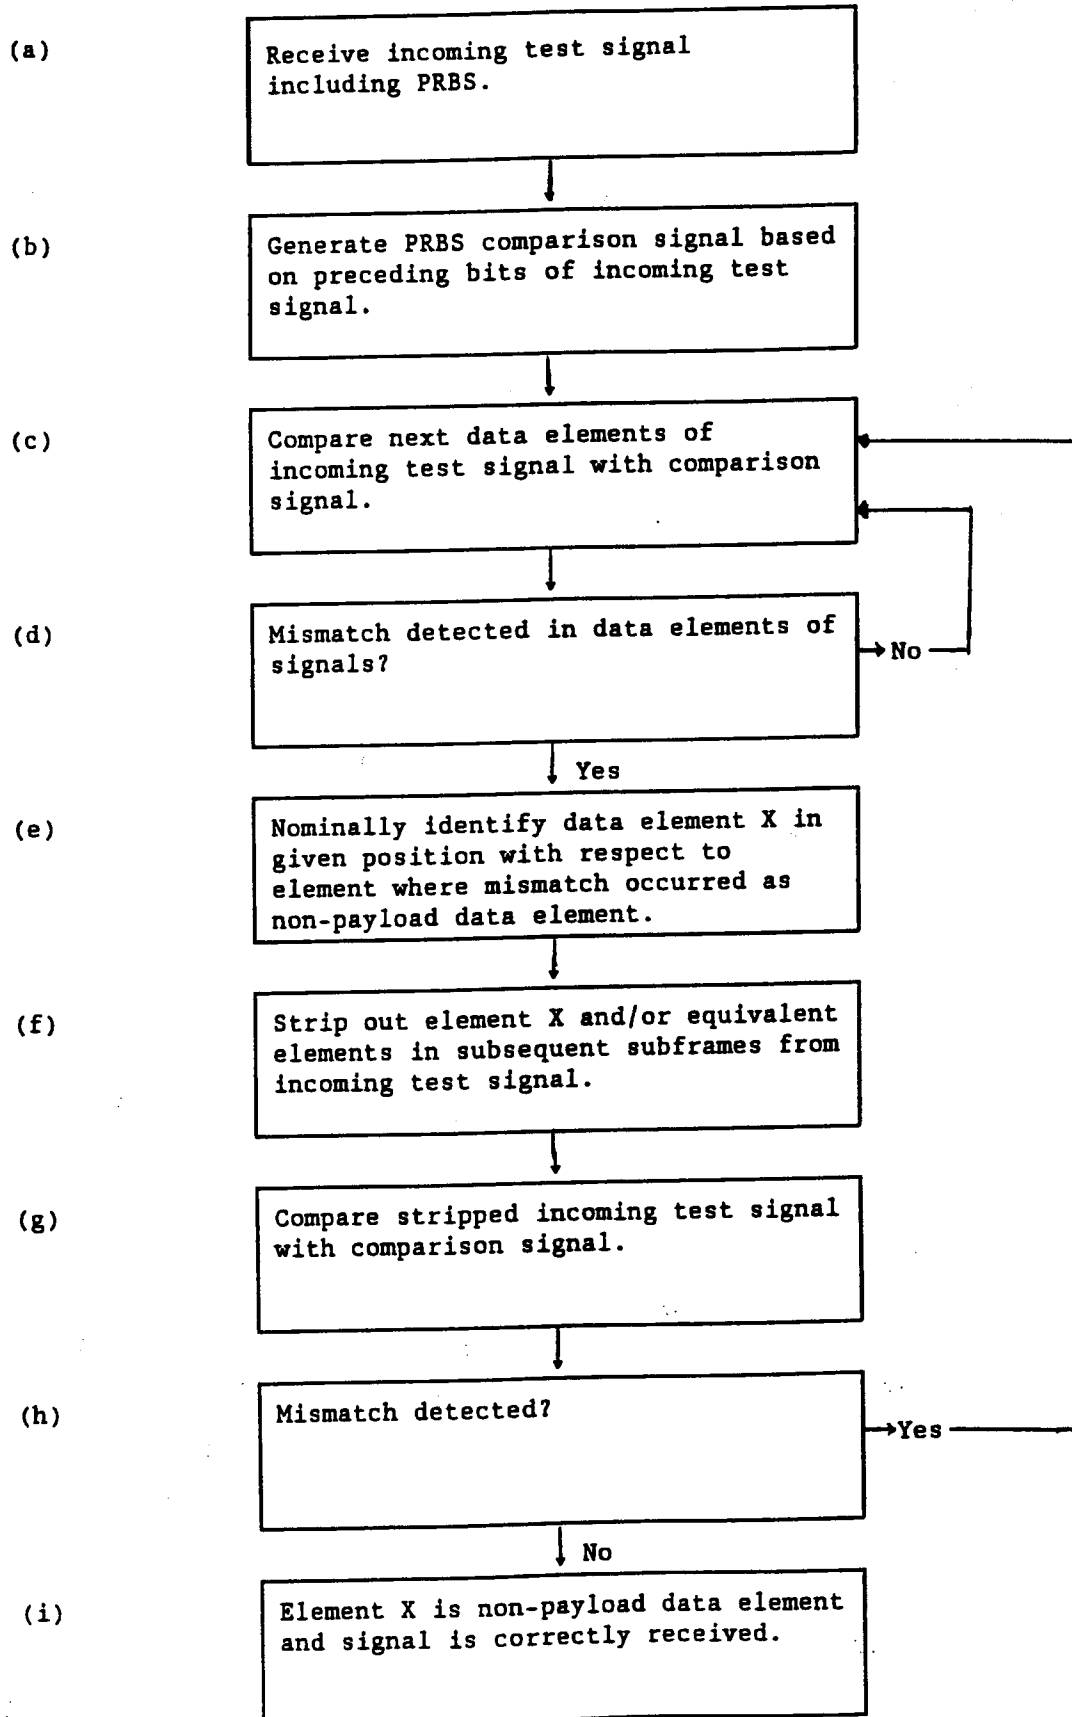 (a)
Receive incoming test signal
including PRBS.
(b)
Generate PRBS comparison signal based
on preceding bits of incoming test
signal.
(c)
Compare next data elements of
incoming test signal with comparison
signal.
(d)
Mismatch detected in data elements of
signals?
No
Yes
(e)
Nominally identify data element X in
given position with respect to
element where mismatch occurred as
non-payload data element.
(f)
Strip out element X and/or equivalent
elements in subsequent subframes from
incoming test signal.
(g)
Compare stripped incoming test signal
with comparison signal.
(h)
Mismatch detected?
Yes
No
(i)
Element X is non-payload data element
and signal is correctly received.